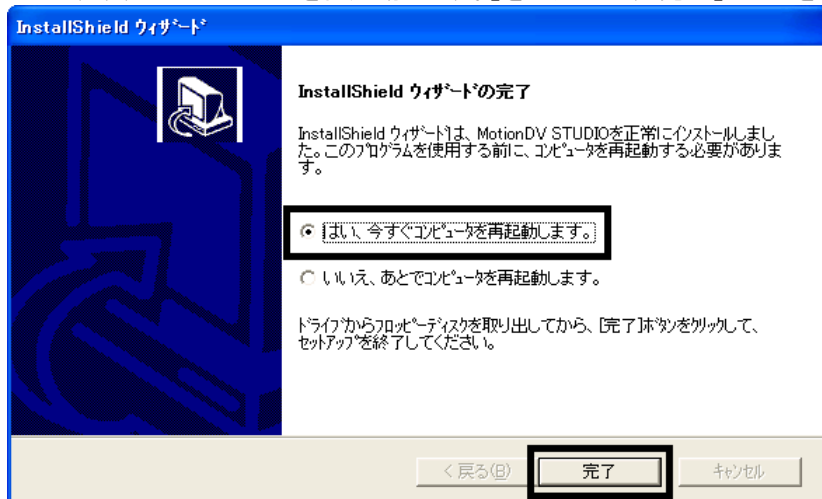 InstallShield ウィザード
InstallShield ウィザードの完了
InstallShield ウィザードは、MotionDV STUDIOを正常にインストールしまし
た。このプログラムを使用する前に、コンピュータを再起動する必要がありま
す。
はい、今すぐコンピュータを再起動します。
いいえ、あとでコンピュータを再起動します。
ドライブからフロッピーディスクを取り出してから、[完了]ボタンをクリックして、
セットアップを終了してください。
< 戻る(B)
完了
キャンセル